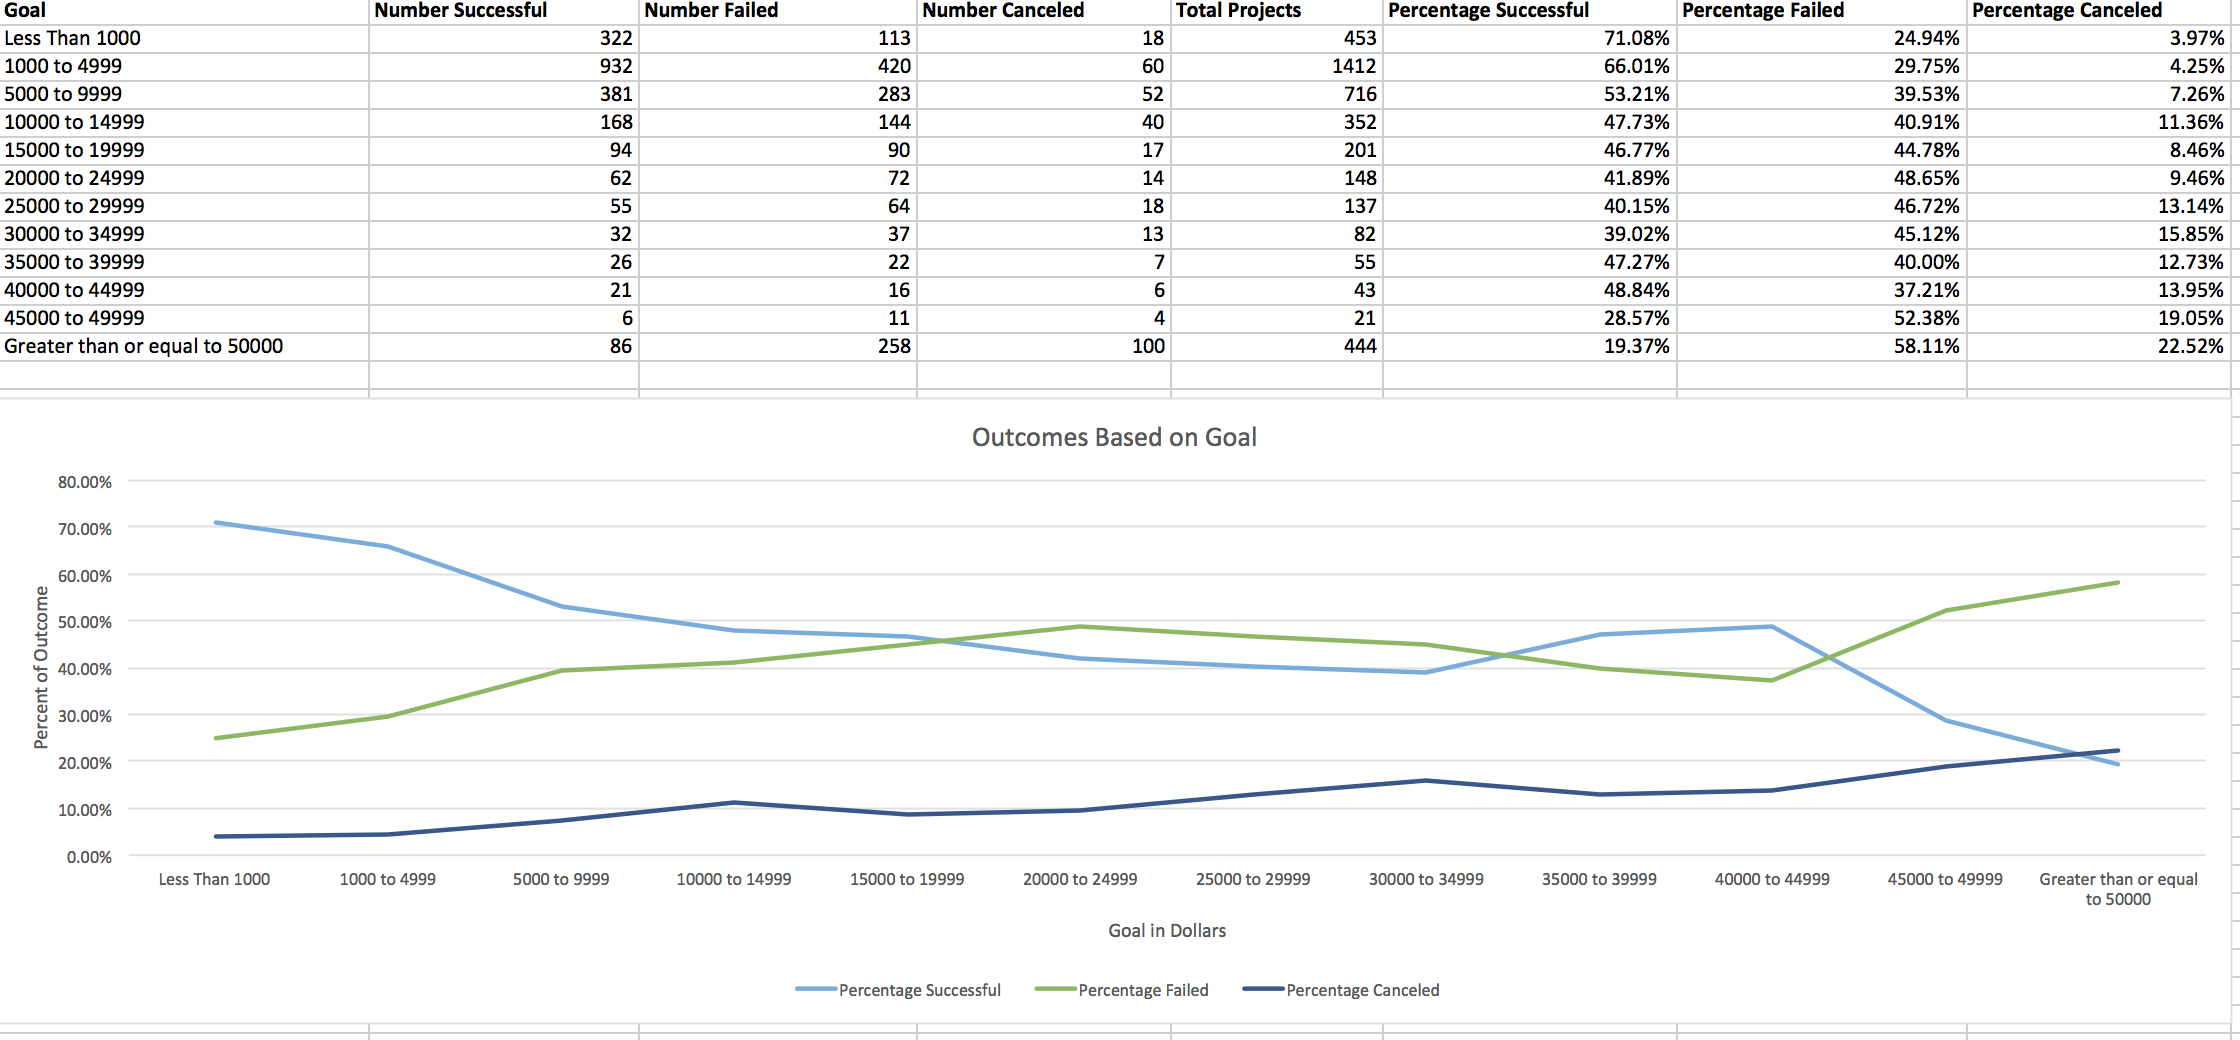 Goal Number Successful Number Failed Number Canceled Total Projects Percentage Successful Percentage Failed Percentage Canceled
Less Than 1000 322 113 18 453 71.08% 24.94% 3.97%
1000 to 4999 932 420 60 1412 66.01% 29.75% 4.25%
5000 to 9999 381 283 52 716 53.21% 39.53% 7.26%
10000 to 14999 168 144 40 352 47.73% 40.91% 11.36%
15000 to 19999 94 90 17 201 46.77% 44.78% 8.46%
20000 to 24999 62 72 14 148 41.89% 48.65% 9.46%
25000 to 29999 55 64 18 137 40.15% 46.72% 13.14%
30000 to 34999 32 37 13 82 39.02% 45.12% 15.85%
35000 to 39999 26 22 7 55 47.27% 40.00% 12.73%
40000 to 44999 21 16 6 43 48.84% 37.21% 13.95%
45000 to 49999 6 11 4 21 28.57% 52.38% 19.05%
Greater than or equal to 50000 86 258 100 444 19.37% 58.11% 22.52%
Outcomes Based on Goal
80.00%
70.00%
60.00%
50.00%
40.00%
30.00%
20.00%
10.00%
0.00%
Percent of Outcome
Less Than 1000 1000 to 4999 5000 to 9999 10000 to 14999 15000 to 19999 20000 to 24999 25000 to 29999 30000 to 34999 35000 to 39999 40000 to 44999 45000 to 49999 Greater than or equal
to 50000
Goal in Dollars
Percentage Successful Percentage Failed Percentage Canceled